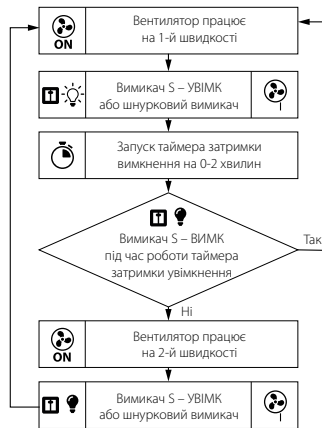 ON
Вентилятор працює
на 1-й швидкості
Вимикач S – УВІМК
або шнурковий вимикач
Запуск таймера затримки
вимкнення на 0-2 хвилин
Вимикач S – ВИМК
під час роботи таймера
затримки увімкнення
Так
Ні
ON
Вентилятор працює
на 2-й швидкості
Вимикач S – УВІМК
або шнурковий вимикач